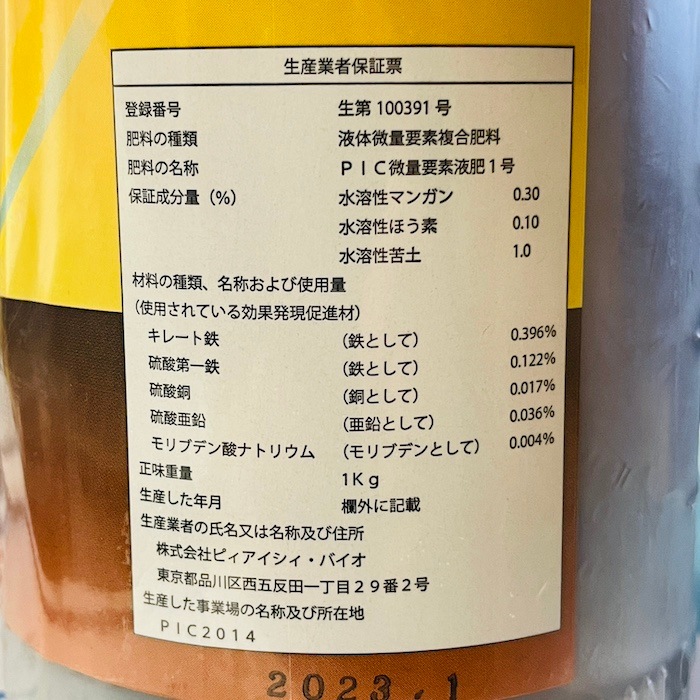 生産業者保証票
登録番号 生第100391号
肥料の種類 液体微量要素複合肥料
肥料の名称 ＰＩＣ微量要素液肥１号
保証成分量（%） 水溶性マンガン 0.30
水溶性ほう素 0.10
水溶性苦土 1.0
材料の種類、名称および使用量
（使用されている効果発現促進材）
キレート鉄 （鉄として） 0.396%
硫酸第一鉄 （鉄として） 0.122%
硫酸銅 （銅として） 0.017%
硫酸亜鉛 （亜鉛として） 0.036%
モリブデン酸ナトリウム （モリブデンとして） 0.004%
正味重量 １Ｋｇ
生産した年月 欄外に記載
生産業者の氏名又は名称及び住所
株式会社ピィアイシィ・バイオ
東京都品川区西五反田一丁目２９番２号
生産した事業場の名称及び所在地
ＰＩＣ２０１４
2023.1